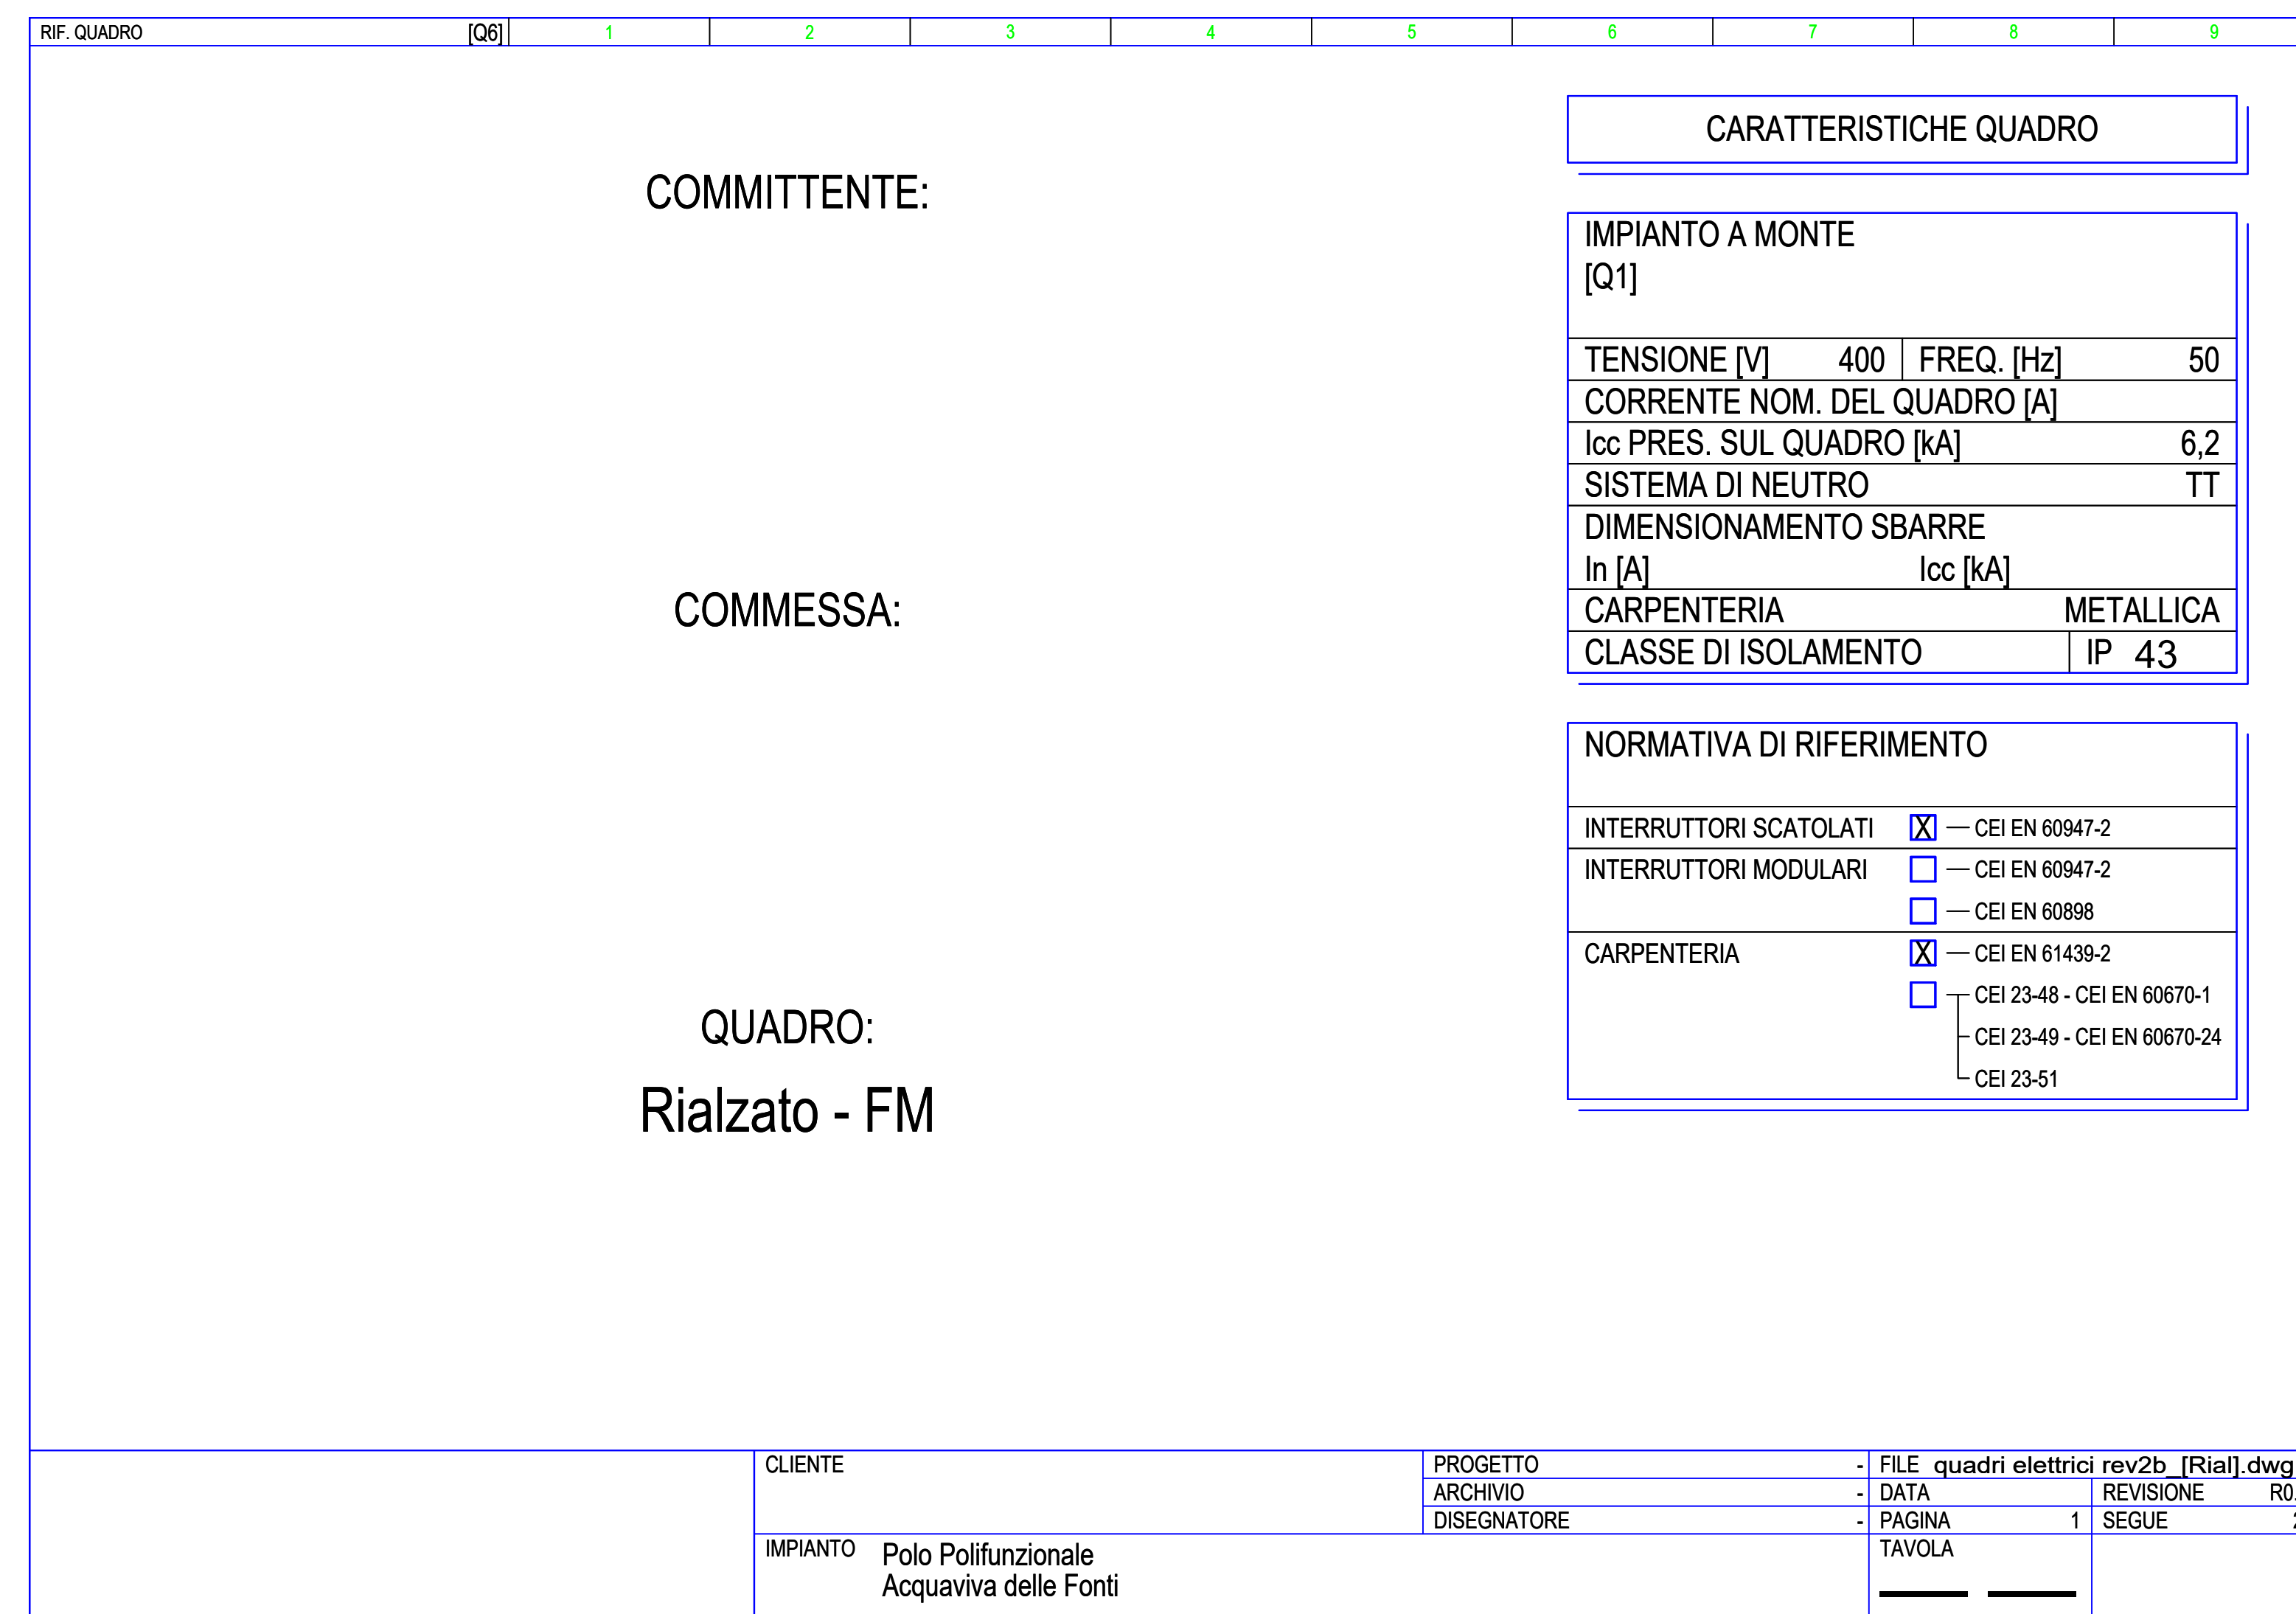 RIF. QUADRO [Q6] 1 2 3 4 5 6 7 8 9
CARATTERISTICHE QUADRO
COMMITTENTE:
IMPIANTO A MONTE
[Q1]
TENSIONE [V] 400 FREQ. [Hz] 50
CORRENTE NOM. DEL QUADRO [A]
Icc PRES. SUL QUADRO [kA] 6,2
SISTEMA DI NEUTRO TT
DIMENSIONAMENTO SBARRE
In [A] Icc [kA]
CARPENTERIA METALLICA
CLASSE DI ISOLAMENTO IP 43
COMMESSA:
NORMATIVA DI RIFERIMENTO
INTERRUTTORI SCATOLATI X CEI EN 60947-2
INTERRUTTORI MODULARI CEI EN 60947-2
CEI EN 60898
CARPENTERIA X CEI EN 61439-2
CEI 23-48 - CEI EN 60670-1
CEI 23-49 - CEI EN 60670-24
CEI 23-51
QUADRO:
Rialzato - FM
CLIENTE
PROGETTO - FILE quadri elettrici rev2b_[Rial].dwg
ARCHIVIO - DATA REVISIONE R0.
DISEGNATORE - PAGINA 1 SEGUE
IMPIANTO Polo Polifunzionale
Acquaviva delle Fonti
TAVOLA